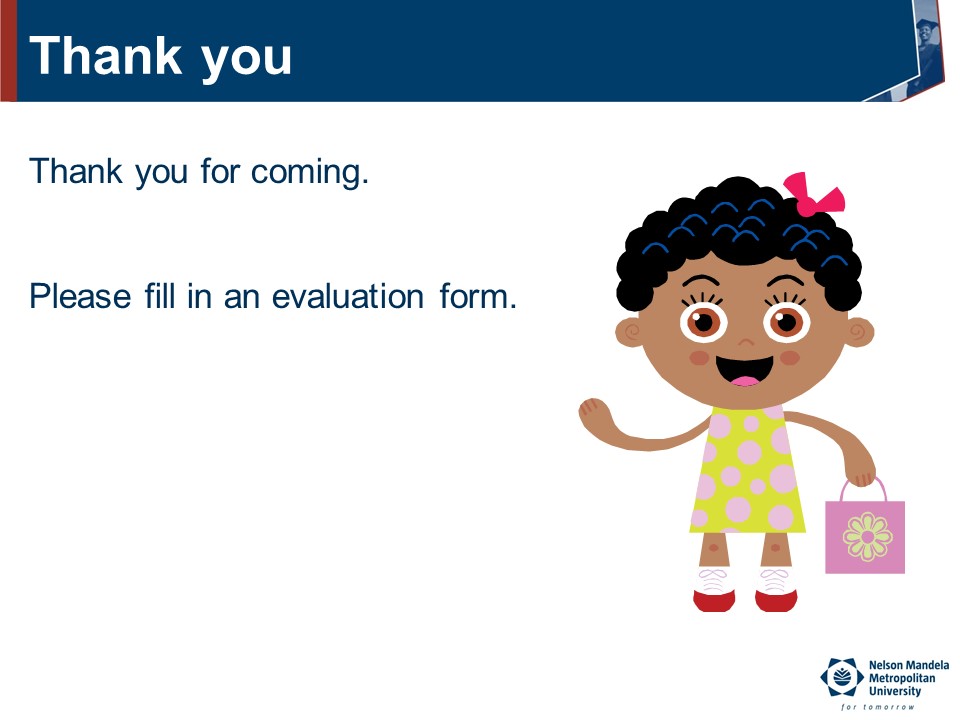 Thank you
Thank you for coming.
Please fill in an evaluation form.
Nelson Mandela
Metropolitan
University
for tomorrow